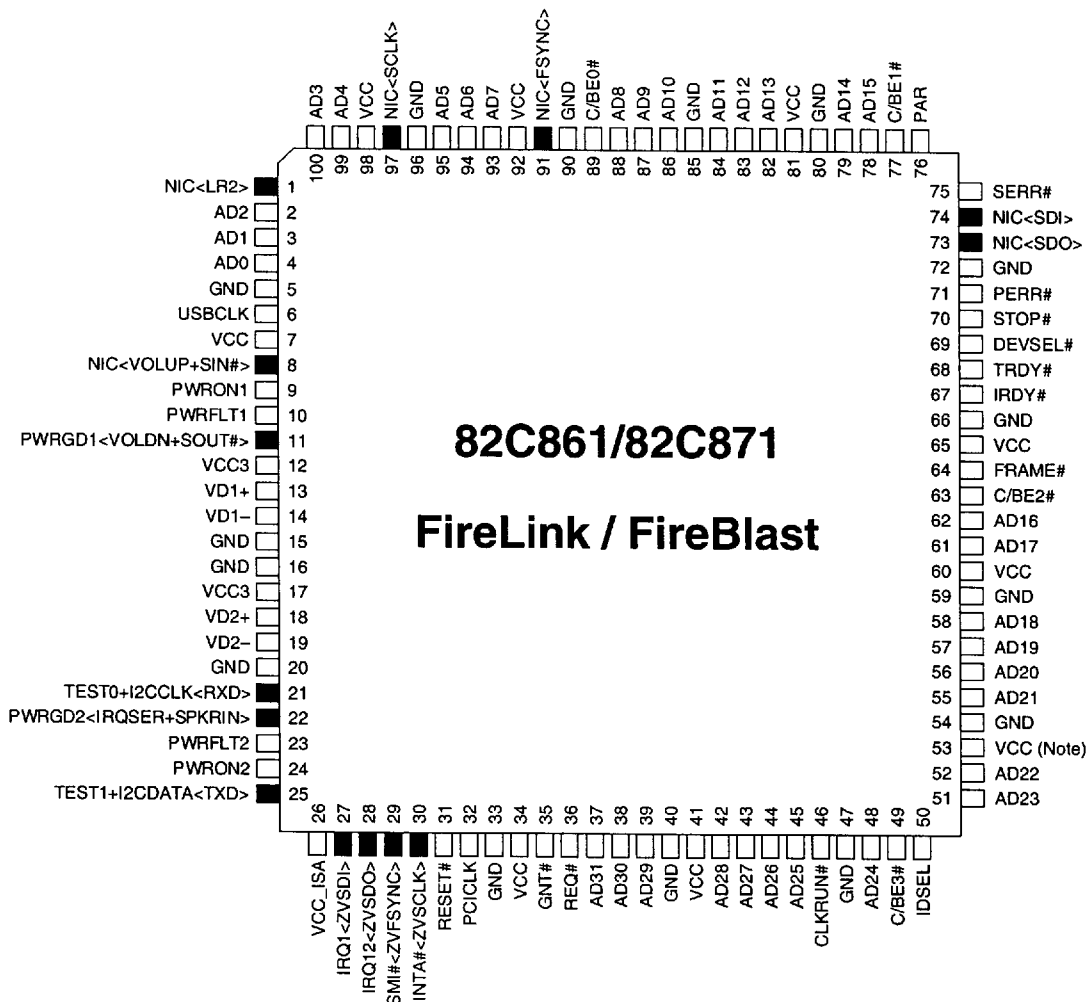 AD3
AD4
VCC
NIC<SCLK>
GND
AD5
AD6
AD7
VCC
NIC<FSYNC>
GND
C/BE0#
AD8
AD9
AD10
GND
AD11
AD12
AD13
VCC
GND
AD14
AD15
C/BE1#
PAR
100
99
98
97
96
95
94
93
92
91
90
89
88
87
86
85
84
83
82
81
80
79
78
77
76
NIC<LR2> 1
AD2 2
AD1 3
AD0 4
GND 5
USBCLK 6
VCC 7
NIC<VOLUP+SIN#> 8
PWRON1 9
PWRFLT1 10
PWRGD1<VOLDN+SOUT#> 11
VCC3 12
VD1+ 13
VD1– 14
GND 15
GND 16
VCC3 17
VD2+ 18
VD2– 19
GND 20
TEST0+I2CCLK<RXD> 21
PWRGD2<IRQSER+SPKRIN> 22
PWRFLT2 23
PWRON2 24
TEST1+I2CDATA<TXD> 25
82C861/82C871
FireLink / FireBlast
75 SERR#
74 NIC<SDI>
73 NIC<SDO>
72 GND
71 PERR#
70 STOP#
69 DEVSEL#
68 TRDY#
67 IRDY#
66 GND
65 VCC
64 FRAME#
63 C/BE2#
62 AD16
61 AD17
60 VCC
59 GND
58 AD18
57 AD19
56 AD20
55 AD21
54 GND
53 VCC (Note)
52 AD22
51 AD23
26
27
28
29
30
31
32
33
34
35
36
37
38
39
40
41
42
43
44
45
46
47
48
49
50
VCC_ISA
IRQ1<ZVSDI>
IRQ12<ZVSDO>
SMI#<ZVFSYNC>
INTA#<ZVSCLK>
RESET#
PCICLK
GND
VCC
GNT#
REQ#
AD31
AD30
AD29
GND
VCC
AD28
AD27
AD26
AD25
CLKRUN#
GND
AD24
C/BE3#
IDSEL